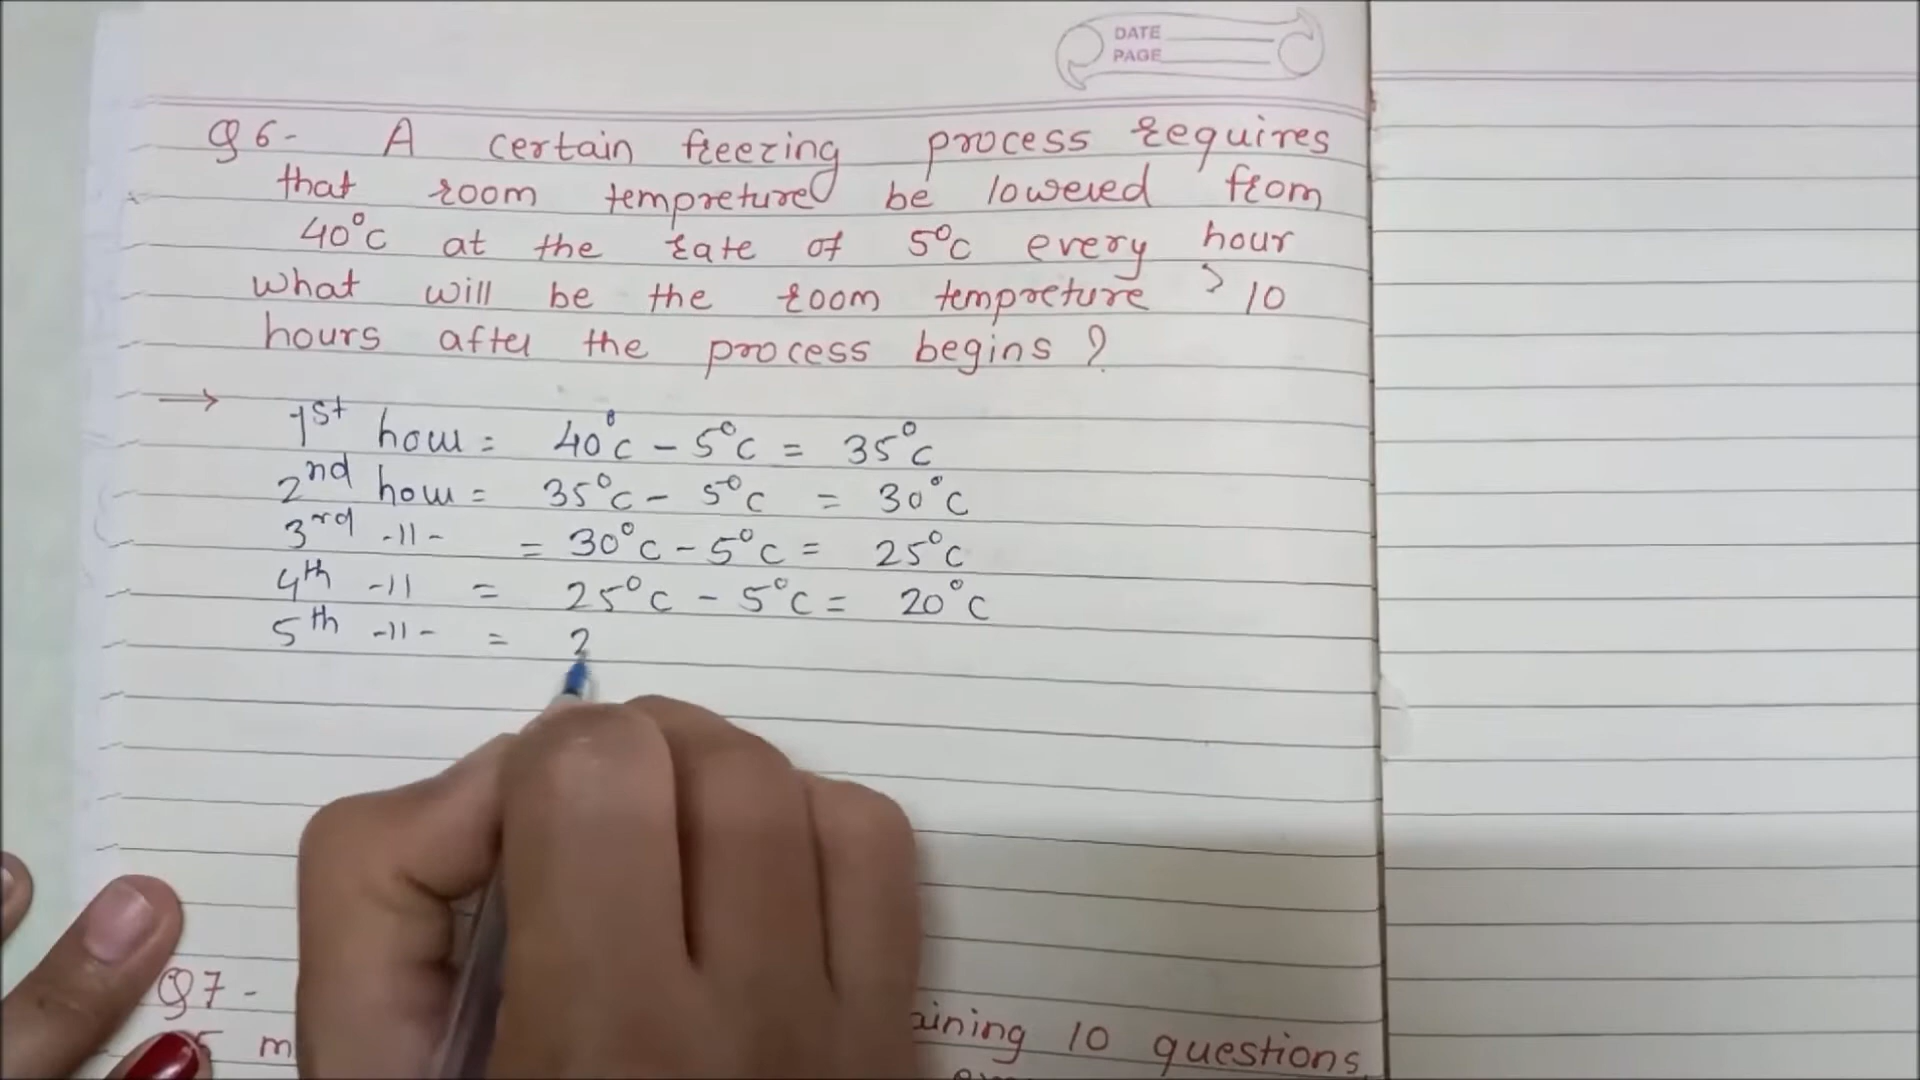 DATE
PAGE
Q6- A certain freezing process requires
that room tempreture be lowered from
40°c at the rate of 5°c every hour
what will be the room tempreture , 10
hours after the process begins ?
→ 1st hour = 40°c - 5°c = 35°c
2nd hour = 35°c - 5°c = 30°c
3rd -11- = 30°c - 5°c = 25°c
4th -11 = 25°c - 5°c = 20°c
5th -11- = 2
Q7-
aining 10 questions
m